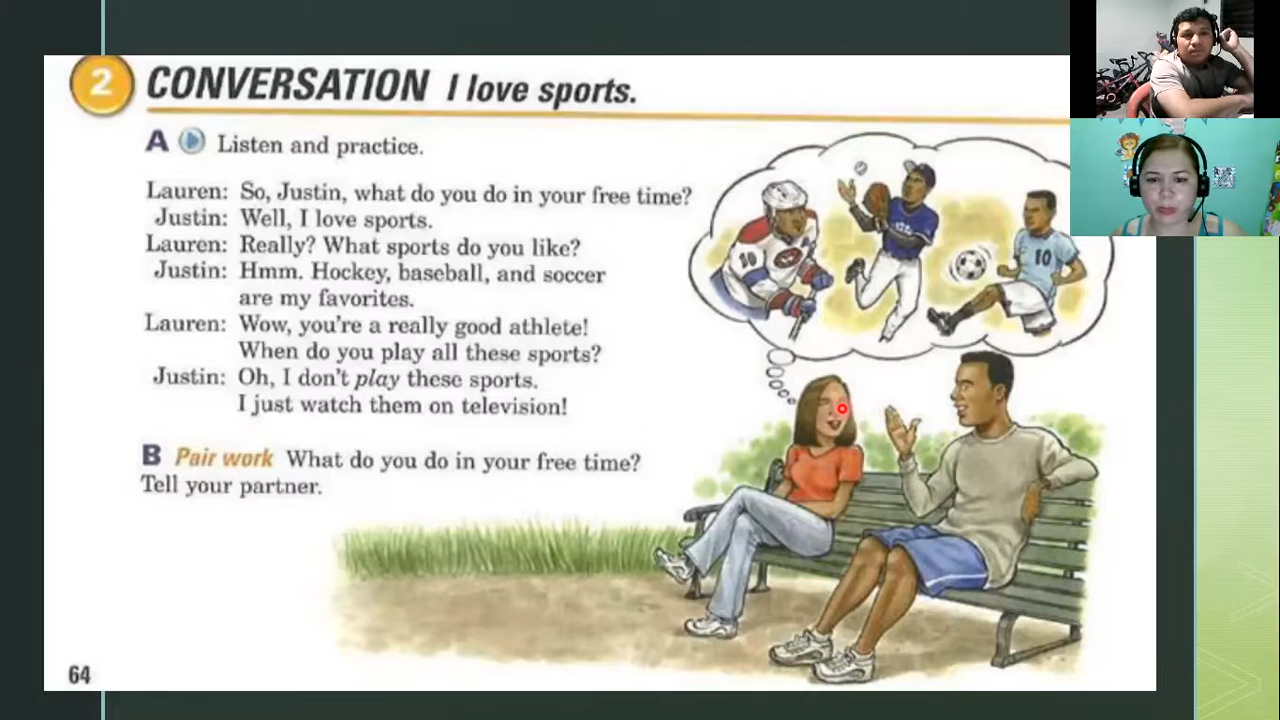 2 CONVERSATION I love sports.
A Listen and practice.
Lauren: So, Justin, what do you do in your free time?
Justin: Well, I love sports.
Lauren: Really? What sports do you like?
Justin: Hmm. Hockey, baseball, and soccer
are my favorites.
Lauren: Wow, you're a really good athlete!
When do you play all these sports?
Justin: Oh, I don't play these sports.
I just watch them on television!
B Pair work What do you do in your free time?
Tell your partner.
10
10
64